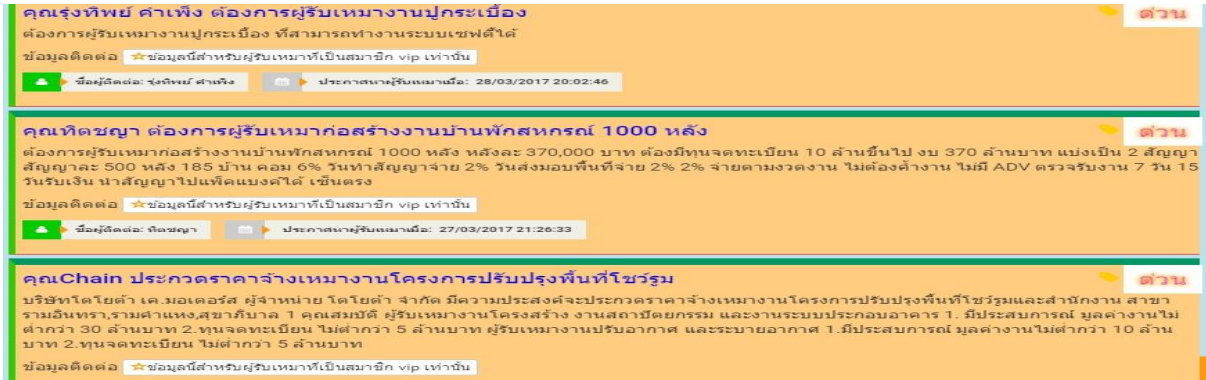 คุณรุ่งทิพย์ คำเพ็ง ต้องการผู้รับเหมางานปูกระเบื้อง
ด่วน
ต้องการผู้รับเหมางานปูกระเบื้อง ที่สามารถทำงานระบบเซฟตี้ได้
ข้อมูลติดต่อ ข้อมูลนี้สำหรับผู้รับเหมาที่เป็นสมาชิก vip เท่านั้น
ชื่อผู้ติดต่อ: รุ่งทิพย์ คำเพ็ง ประกาศหาผู้รับเหมาเมื่อ: 28/03/2017 20:02:46
คุณทิตชญา ต้องการผู้รับเหมาก่อสร้างงานบ้านพักสหกรณ์ 1000 หลัง
ด่วน
ต้องการผู้รับเหมาก่อสร้างงานบ้านพักสหกรณ์ 1000 หลัง หลังละ 370,000 บาท ต้องมีทุนจดทะเบียน 10 ล้านขึ้นไป งบ 370 ล้านบาท แบ่งเป็น 2 สัญญา
สัญญาละ 500 หลัง 185 บ้าน คอม 6% วันทำสัญญาจ่าย 2% วันส่งมอบพื้นที่จ่าย 2% 2% จ่ายตามงวดงาน ไม่ต้องค้ำงาน ไม่มี ADV ตรวจรับงาน 7 วัน 15
วันรับเงิน นำสัญญาไปแพ็คแบงค์ได้ เซ็นตรง
ข้อมูลติดต่อ ข้อมูลนี้สำหรับผู้รับเหมาที่เป็นสมาชิก vip เท่านั้น
ชื่อผู้ติดต่อ: ทิตชญา ประกาศหาผู้รับเหมาเมื่อ: 27/03/2017 21:26:33
คุณChain ประกวดราคาจ้างเหมางานโครงการปรับปรุงพื้นที่โชว์รูม
ด่วน
บริษัทโตโยต้า เค.มอเตอร์ส ผู้จำหน่าย โตโยต้า จำกัด มีความประสงค์จะประกวดราคาจ้างเหมางานโครงการปรับปรุงพื้นที่โชว์รูมและสำนักงาน สาขา
รามอินทรา,รามคำแหง,สุขาภิบาล 1 คุณสมบัติ ผู้รับเหมางานโครงสร้าง งานสถาปัตยกรรม และงานระบบประกอบอาคาร 1. มีประสบการณ์ มูลค่างานไม่
ต่ำกว่า 30 ล้านบาท 2.ทุนจดทะเบียน ไม่ต่ำกว่า 5 ล้านบาท ผู้รับเหมางานปรับอากาศ และระบายอากาศ 1.มีประสบการณ์ มูลค่างานไม่ต่ำกว่า 10 ล้าน
บาท 2.ทุนจดทะเบียน ไม่ต่ำกว่า 5 ล้านบาท
ข้อมูลติดต่อ ข้อมูลนี้สำหรับผู้รับเหมาที่เป็นสมาชิก vip เท่านั้น